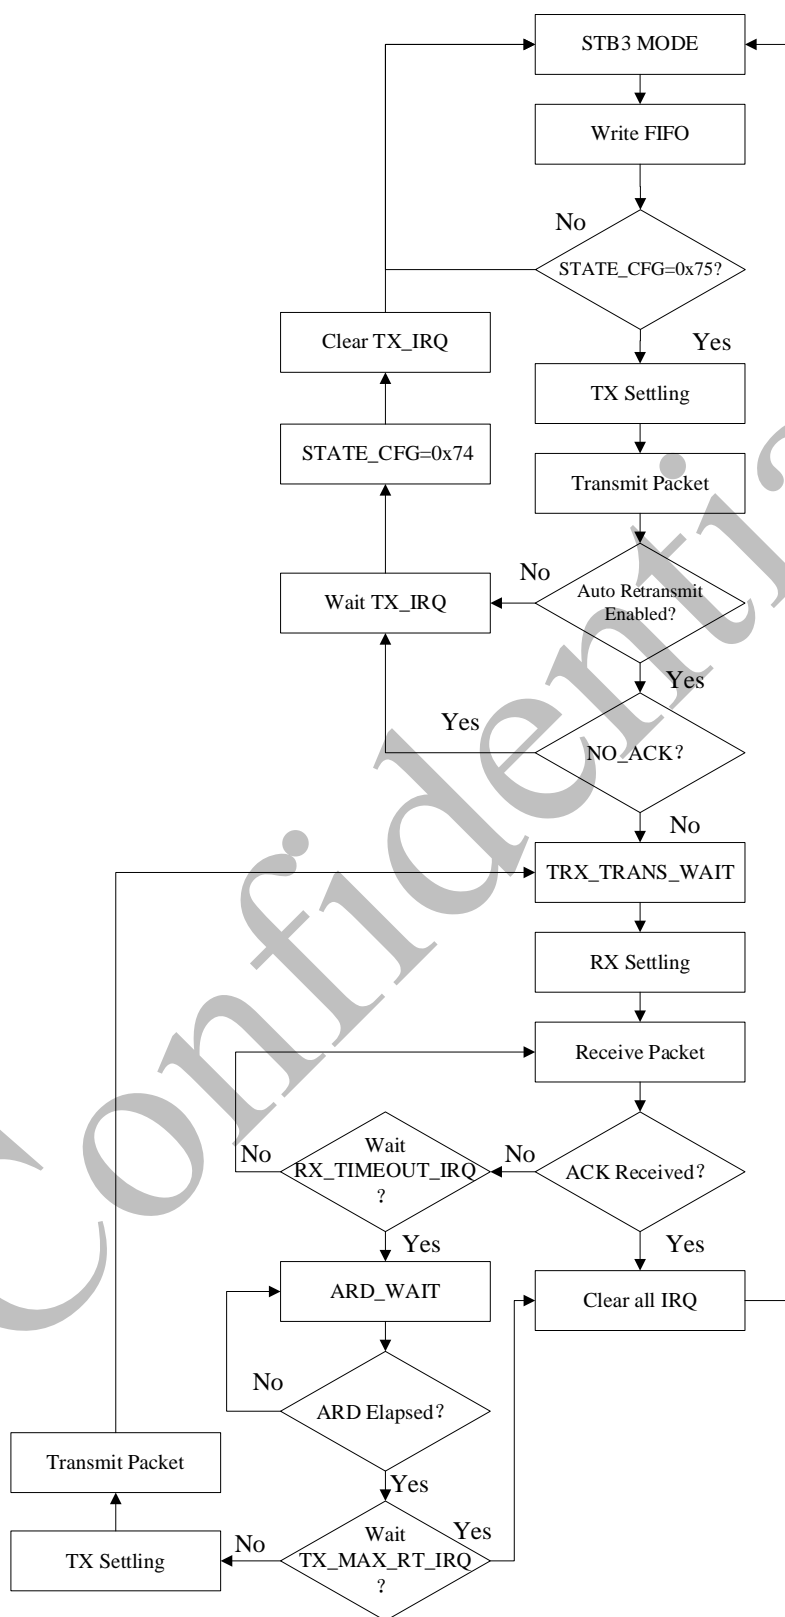 STB3 MODE
Write FIFO
No
STATE_CFG=0x75?
Yes
Clear TX_IRQ
TX Settling
STATE_CFG=0x74
Transmit Packet
No
Wait TX_IRQ
Auto Retransmit
Enabled?
Yes
Yes
NO_ACK?
No
TRX_TRANS_WAIT
RX Settling
Receive Packet
No
Wait
RX_TIMEOUT_IRQ
?
No
ACK Received?
Yes
Yes
ARD_WAIT
Clear all IRQ
No
ARD Elapsed?
Transmit Packet
Yes
No
Wait
TX_MAX_RT_IRQ
?
Yes
TX Settling
Confidentia